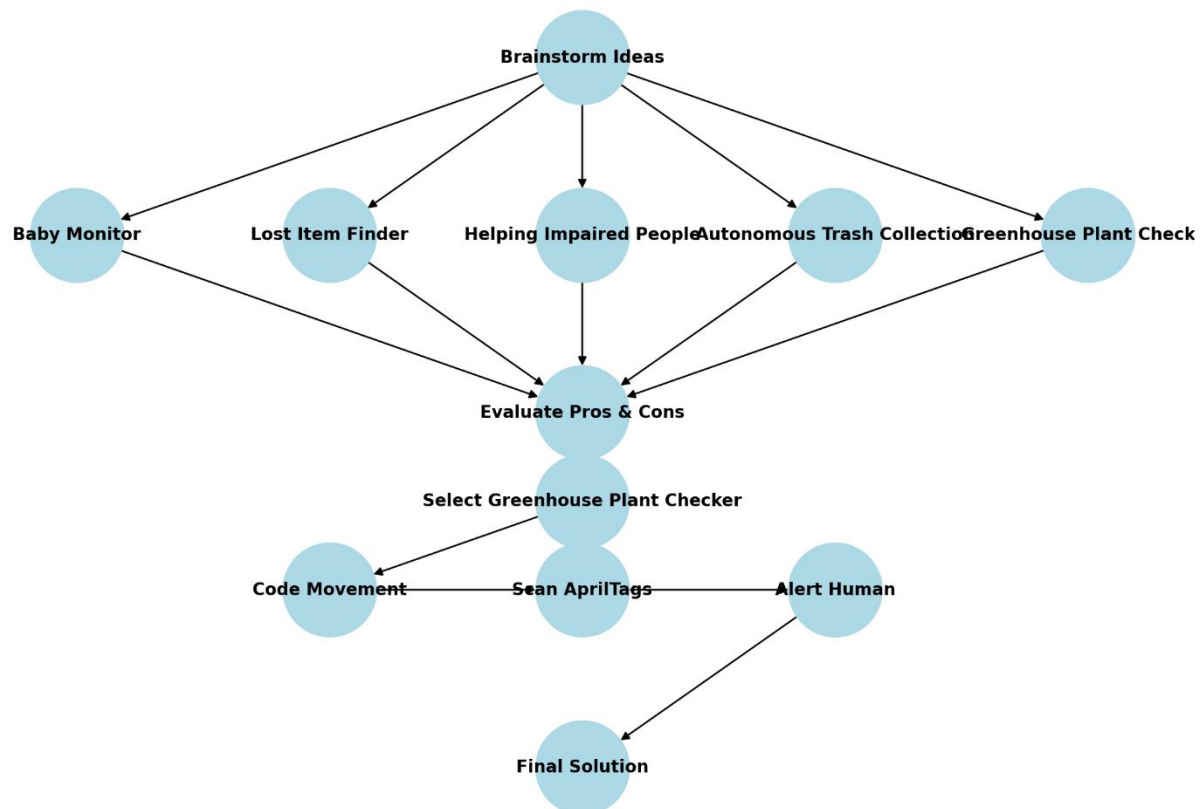 Brainstorm Ideas
Baby Monitor
Lost Item Finder
Helping Impaired People
Autonomous Trash Collection
Greenhouse Plant Check
Evaluate Pros & Cons
Select Greenhouse Plant Checker
Code Movement
Scan AprilTags
Alert Human
Final Solution